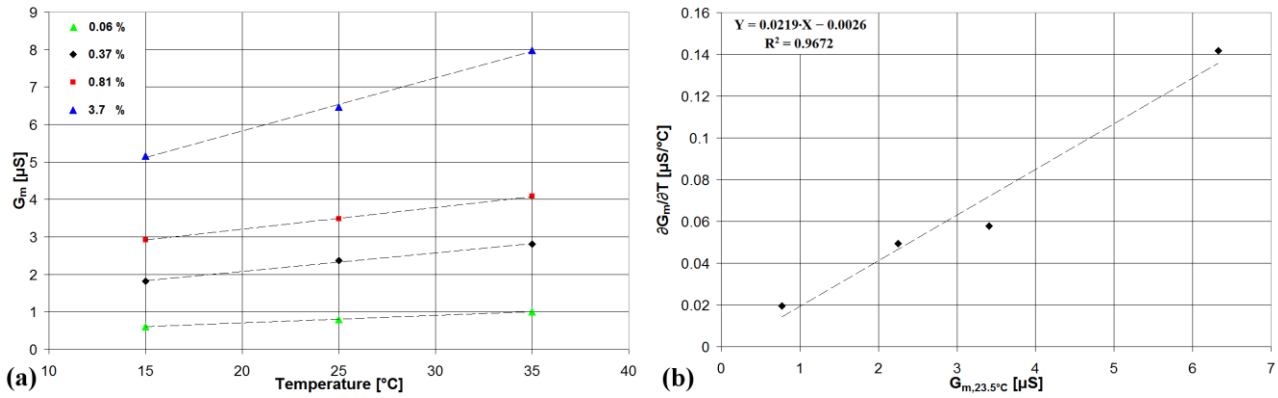 9
8
7
6
5
4
3
2
1
0
G_m [µS]
0.06 %
0.37 %
0.81 %
3.7 %
10 15 20 25 30 35 40
(a) Temperature [°C]
0.16
0.14
0.12
0.1
0.08
0.06
0.04
0.02
0
∂G_m/∂T [µS/°C]
Y = 0.0219·X − 0.0026
R² = 0.9672
0 1 2 3 4 5 6 7
(b) G_m,23.5°C [µS]